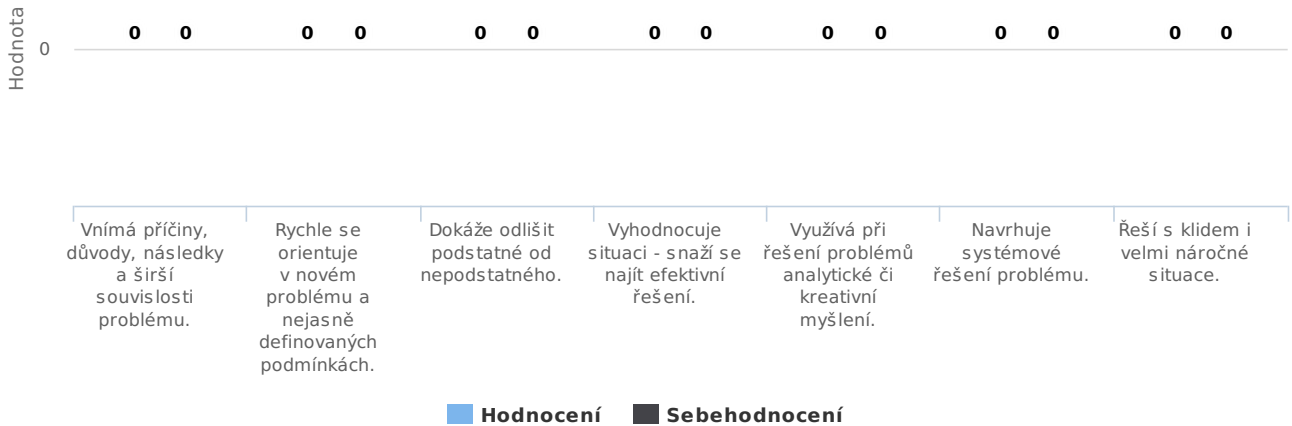 Hodnota
0
0 0 0 0 0 0 0 0 0 0 0 0 0 0
Vnímá příčiny,
důvody, následky
a širší
souvislosti
problému.
Rychle se
orientuje
v novém
problému a
nejasně
definovaných
podmínkách.
Dokáže odlišit
podstatné od
nepodstatného.
Vyhodnocuje
situaci - snaží se
najít efektivní
řešení.
Využívá při
řešení problémů
analytické či
kreativní
myšlení.
Navrhuje
systémové
řešení problému.
Řeší s klidem i
velmi náročné
situace.
Hodnocení
Sebehodnocení